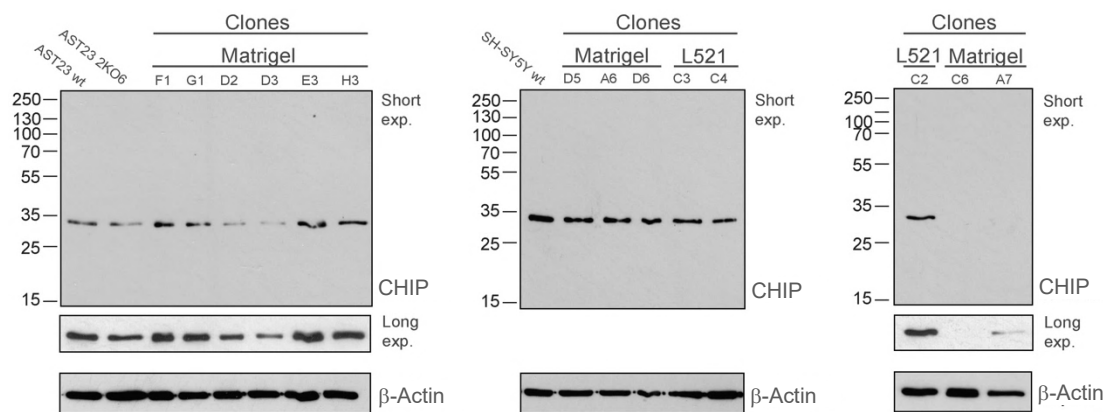 Clones
Matrigel
AST23 wt
AST23 2KO6
F1 G1 D2 D3 E3 H3
250
130
100
70
55
35
25
15
Short
exp.
CHIP
Long
exp.
β-Actin
Clones
Matrigel L521
SH-SY5Y wt
D5 A6 D6 C3 C4
250
130
100
70
55
35
25
15
Short
exp.
CHIP
β-Actin
Clones
L521 Matrigel
C2 C6 A7
250
130
100
70
55
35
25
15
Short
exp.
CHIP
Long
exp.
β-Actin